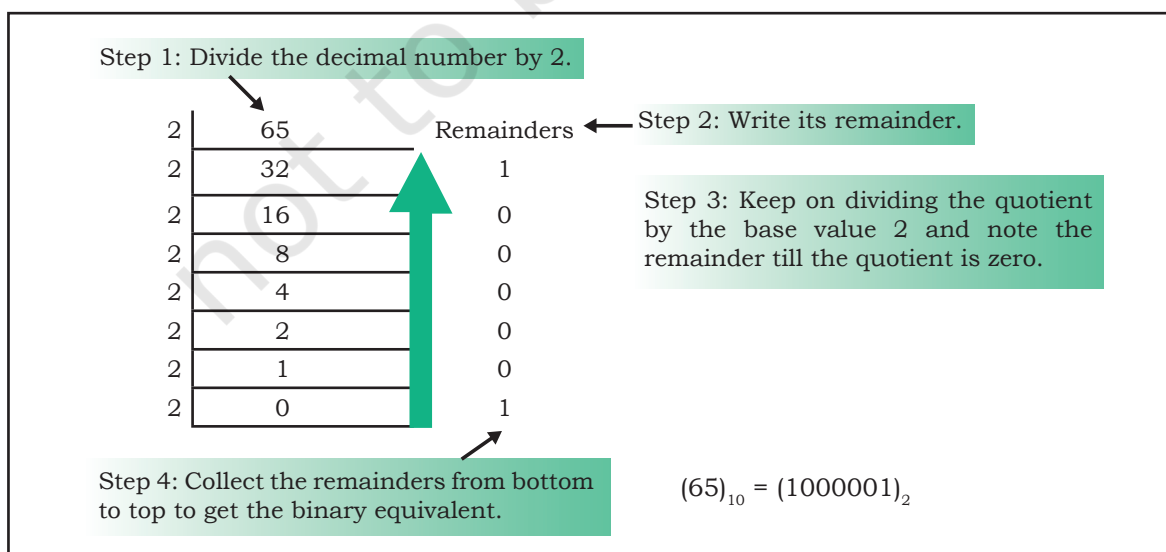 not to b
Step 1: Divide the decimal number by 2.
2 65 Remainders
Step 2: Write its remainder.
2 32 1
2 16 0
2 8 0
2 4 0
2 2 0
2 1 0
2 0 1
Step 3: Keep on dividing the quotient
by the base value 2 and note the
remainder till the quotient is zero.
Step 4: Collect the remainders from bottom
to top to get the binary equivalent.
(65)₁₀ = (1000001)₂